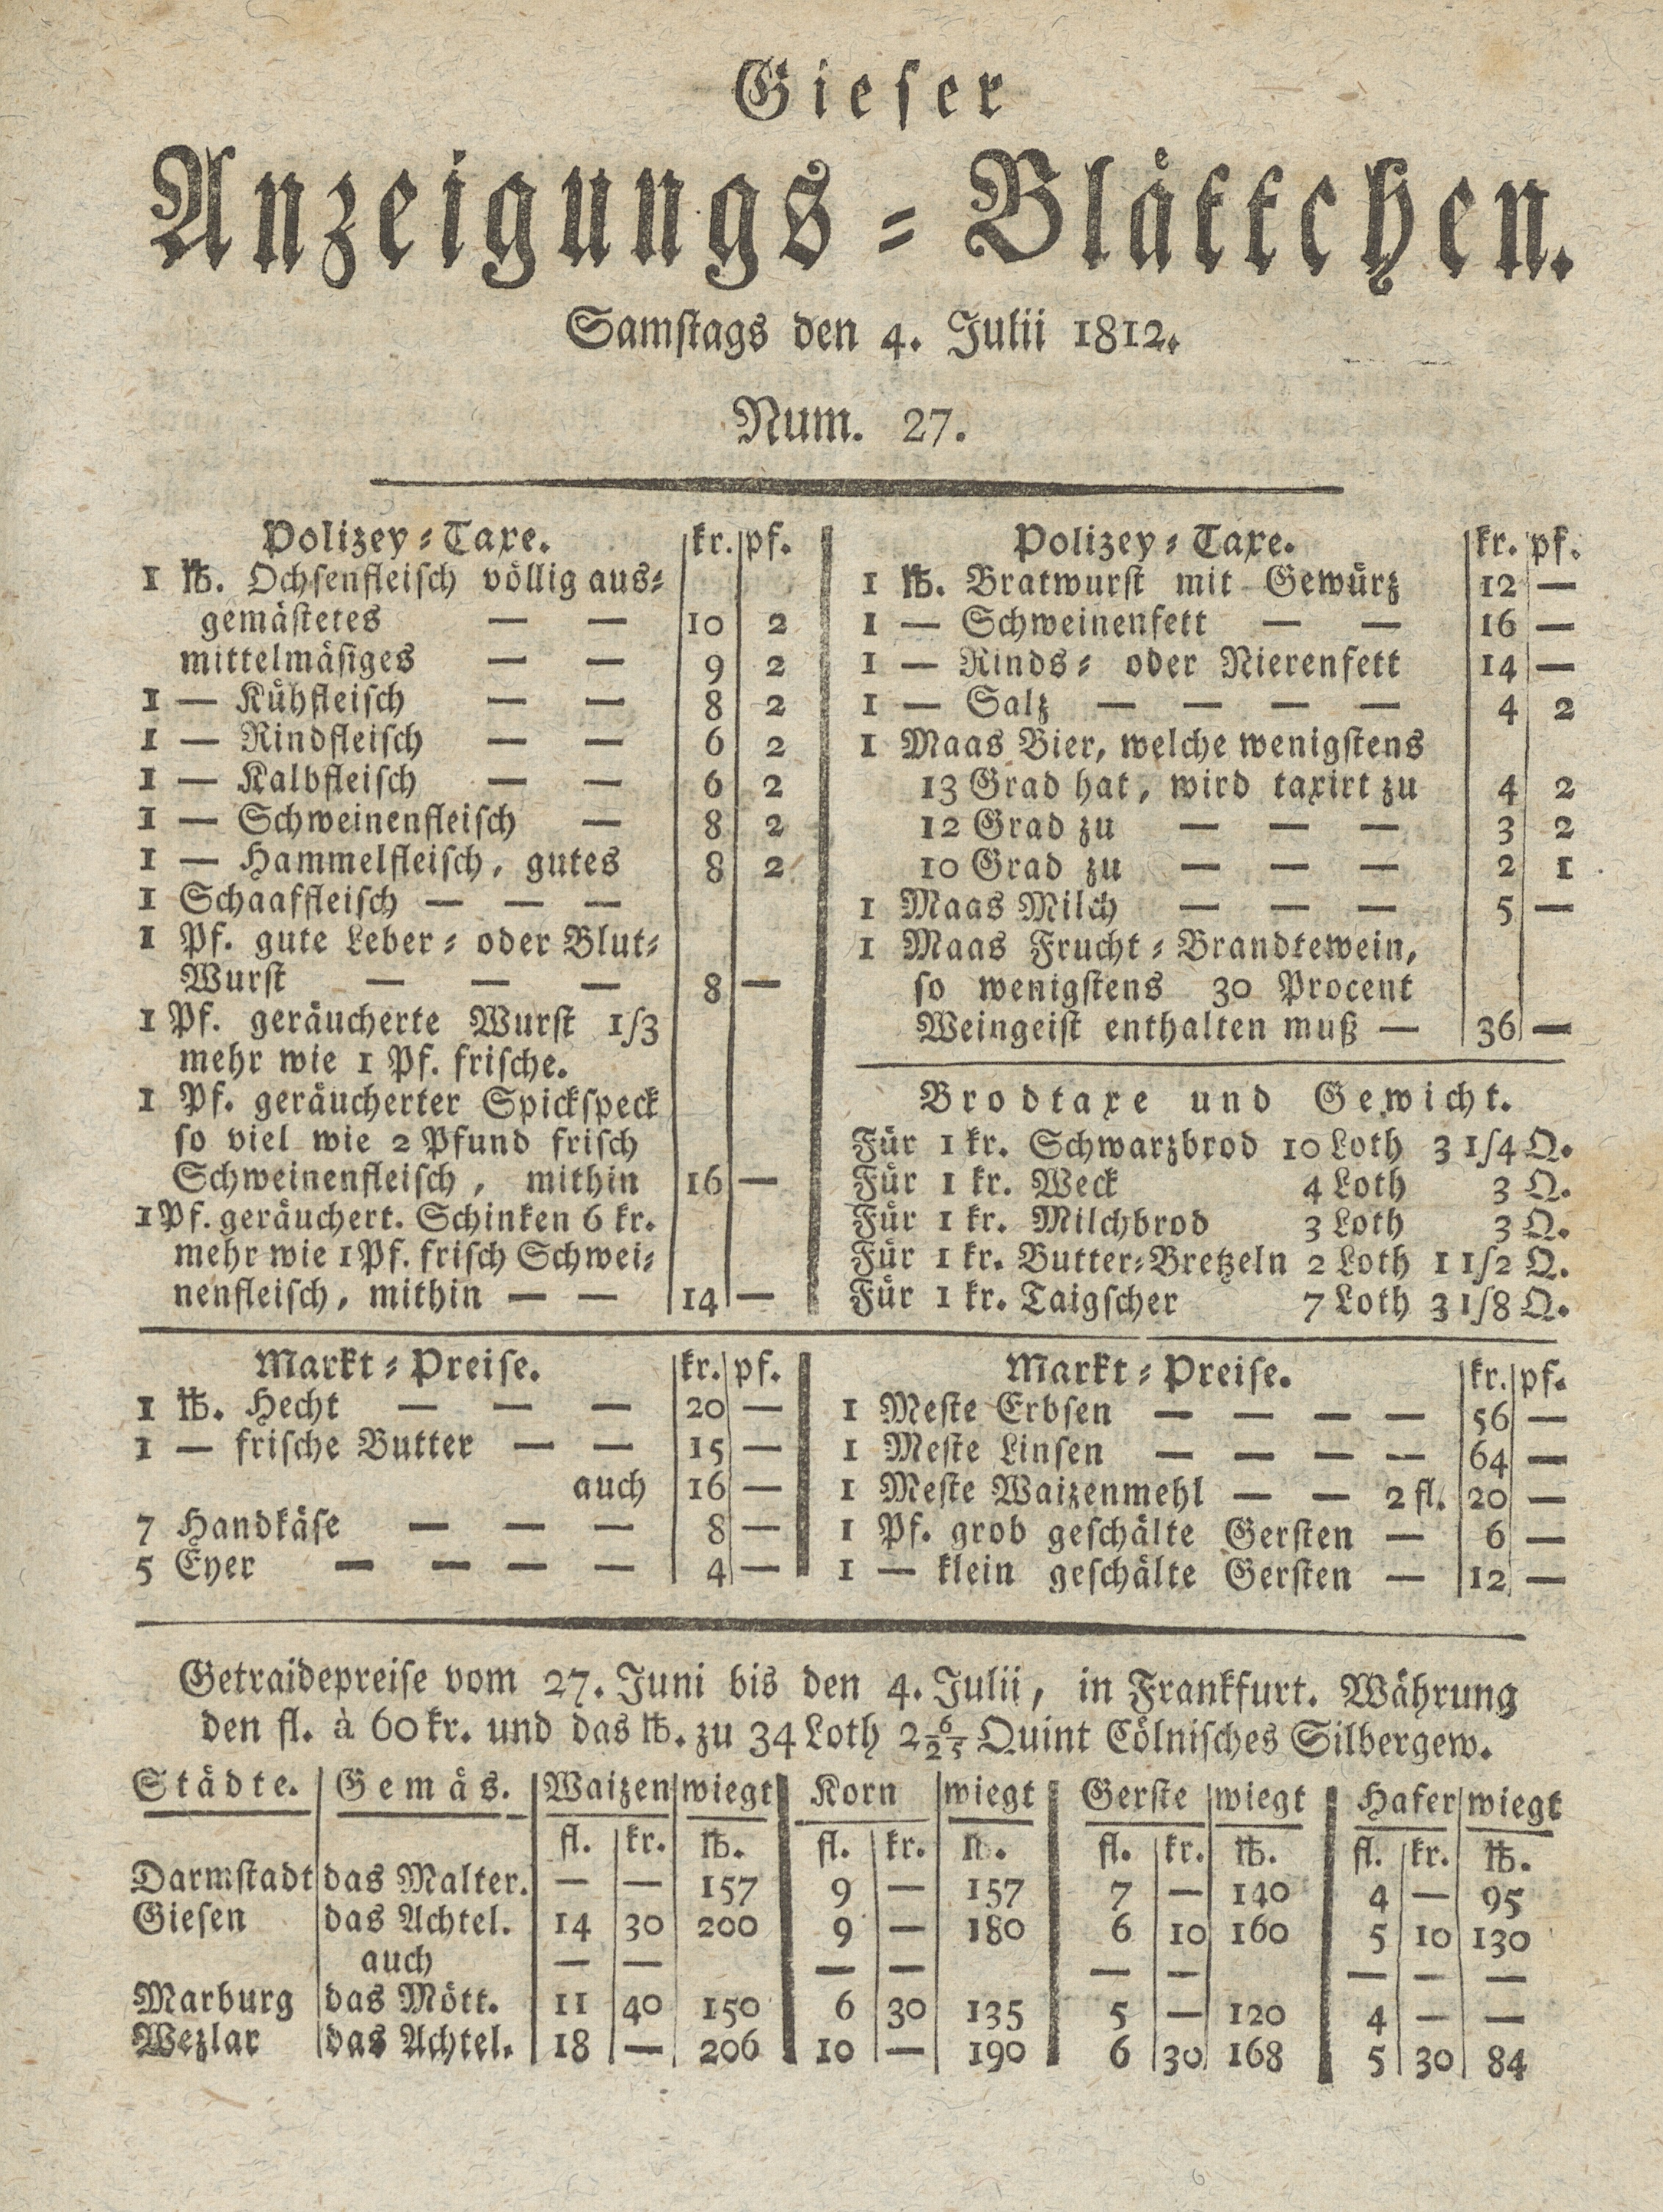 Gieser
Anzeigungs-Blättchen.
Samstags den 4. Julii 1812.
Num. 27.
Polizey-Taxe. kr. pf.
1 ℔. Ochsenfleisch völlig aus-
gemästetes — — 10 2
mittelmäsiges — — 9 2
1 — Kühfleisch — — 8 2
1 — Rindfleisch — — 6 2
1 — Kalbfleisch — — 6 2
1 — Schweinenfleisch — 8 2
1 — Hammelfleisch, gutes 8 2
1 Schaaffleisch — — —
1 Pf. gute Leber- oder Blut-
Wurst — — — 8 —
1 Pf. geräucherte Wurst 1/3
mehr wie 1 Pf. frische.
1 Pf. geräucherter Spickspeck
so viel wie 2 Pfund frisch
Schweinenfleisch, mithin 16 —
1 Pf. geräuchert. Schinken 6 kr.
mehr wie 1 Pf. frisch Schwei-
nenfleisch, mithin — — 14 —
Polizey-Taxe. kr. pf.
1 ℔. Bratwurst mit Gewürz 12 —
1 — Schweinenfett — — 16 —
1 — Rinds- oder Nierenfett 14 —
1 — Salz — — — — 4 2
1 Maas Bier, welche wenigstens
13 Grad hat, wird taxirt zu 4 2
12 Grad zu — — — 3 2
10 Grad zu — — — 2 1
1 Maas Milch — — — 5 —
1 Maas Frucht-Brandtewein,
so wenigstens 30 Procent
Weingeist enthalten muß — 36 —
Brodtaxe und Gewicht.
Für 1 kr. Schwarzbrod 10 Loth 3 1/4 Q.
Für 1 kr. Weck 4 Loth 3 Q.
Für 1 kr. Milchbrod 3 Loth 3 Q.
Für 1 kr. Butter-Bretzeln 2 Loth 1 1/2 Q.
Für 1 kr. Taigscher 7 Loth 3 1/8 Q.
Markt-Preise. kr. pf.
1 ℔. Hecht — — — 20 —
1 — frische Butter — — 15 —
auch 16 —
7 Handkäse — — — 8 —
5 Eyer — — — — 4 —
Markt-Preise. kr. pf.
1 Meste Erbsen — — — — 56 —
1 Meste Linsen — — — — 64 —
1 Meste Waizenmehl — — 2 fl. 20 —
1 Pf. grob geschälte Gersten — 6 —
1 — klein geschälte Gersten — 12 —
Getraidepreise vom 27. Juni bis den 4. Julii, in Frankfurt. Währung
den fl. à 60 kr. und das ℔. zu 34 Loth 2 6/25 Quint Cölnisches Silbergew.
Städte. Gemäs. Waizen wiegt Korn wiegt Gerste wiegt Hafer wiegt
fl. kr. ℔. fl. kr. ℔. fl. kr. ℔. fl. kr. ℔.
Darmstadt das Malter. — — 157 9 — 157 7 — 140 4 — 95
Giesen das Achtel. 14 30 200 9 — 180 6 10 160 5 10 130
auch — — — — — — — — —
Marburg das Mött. 11 40 150 6 30 135 5 — 120 4 — —
Wezlar das Achtel. 18 — 206 10 — 190 6 30 168 5 30 84